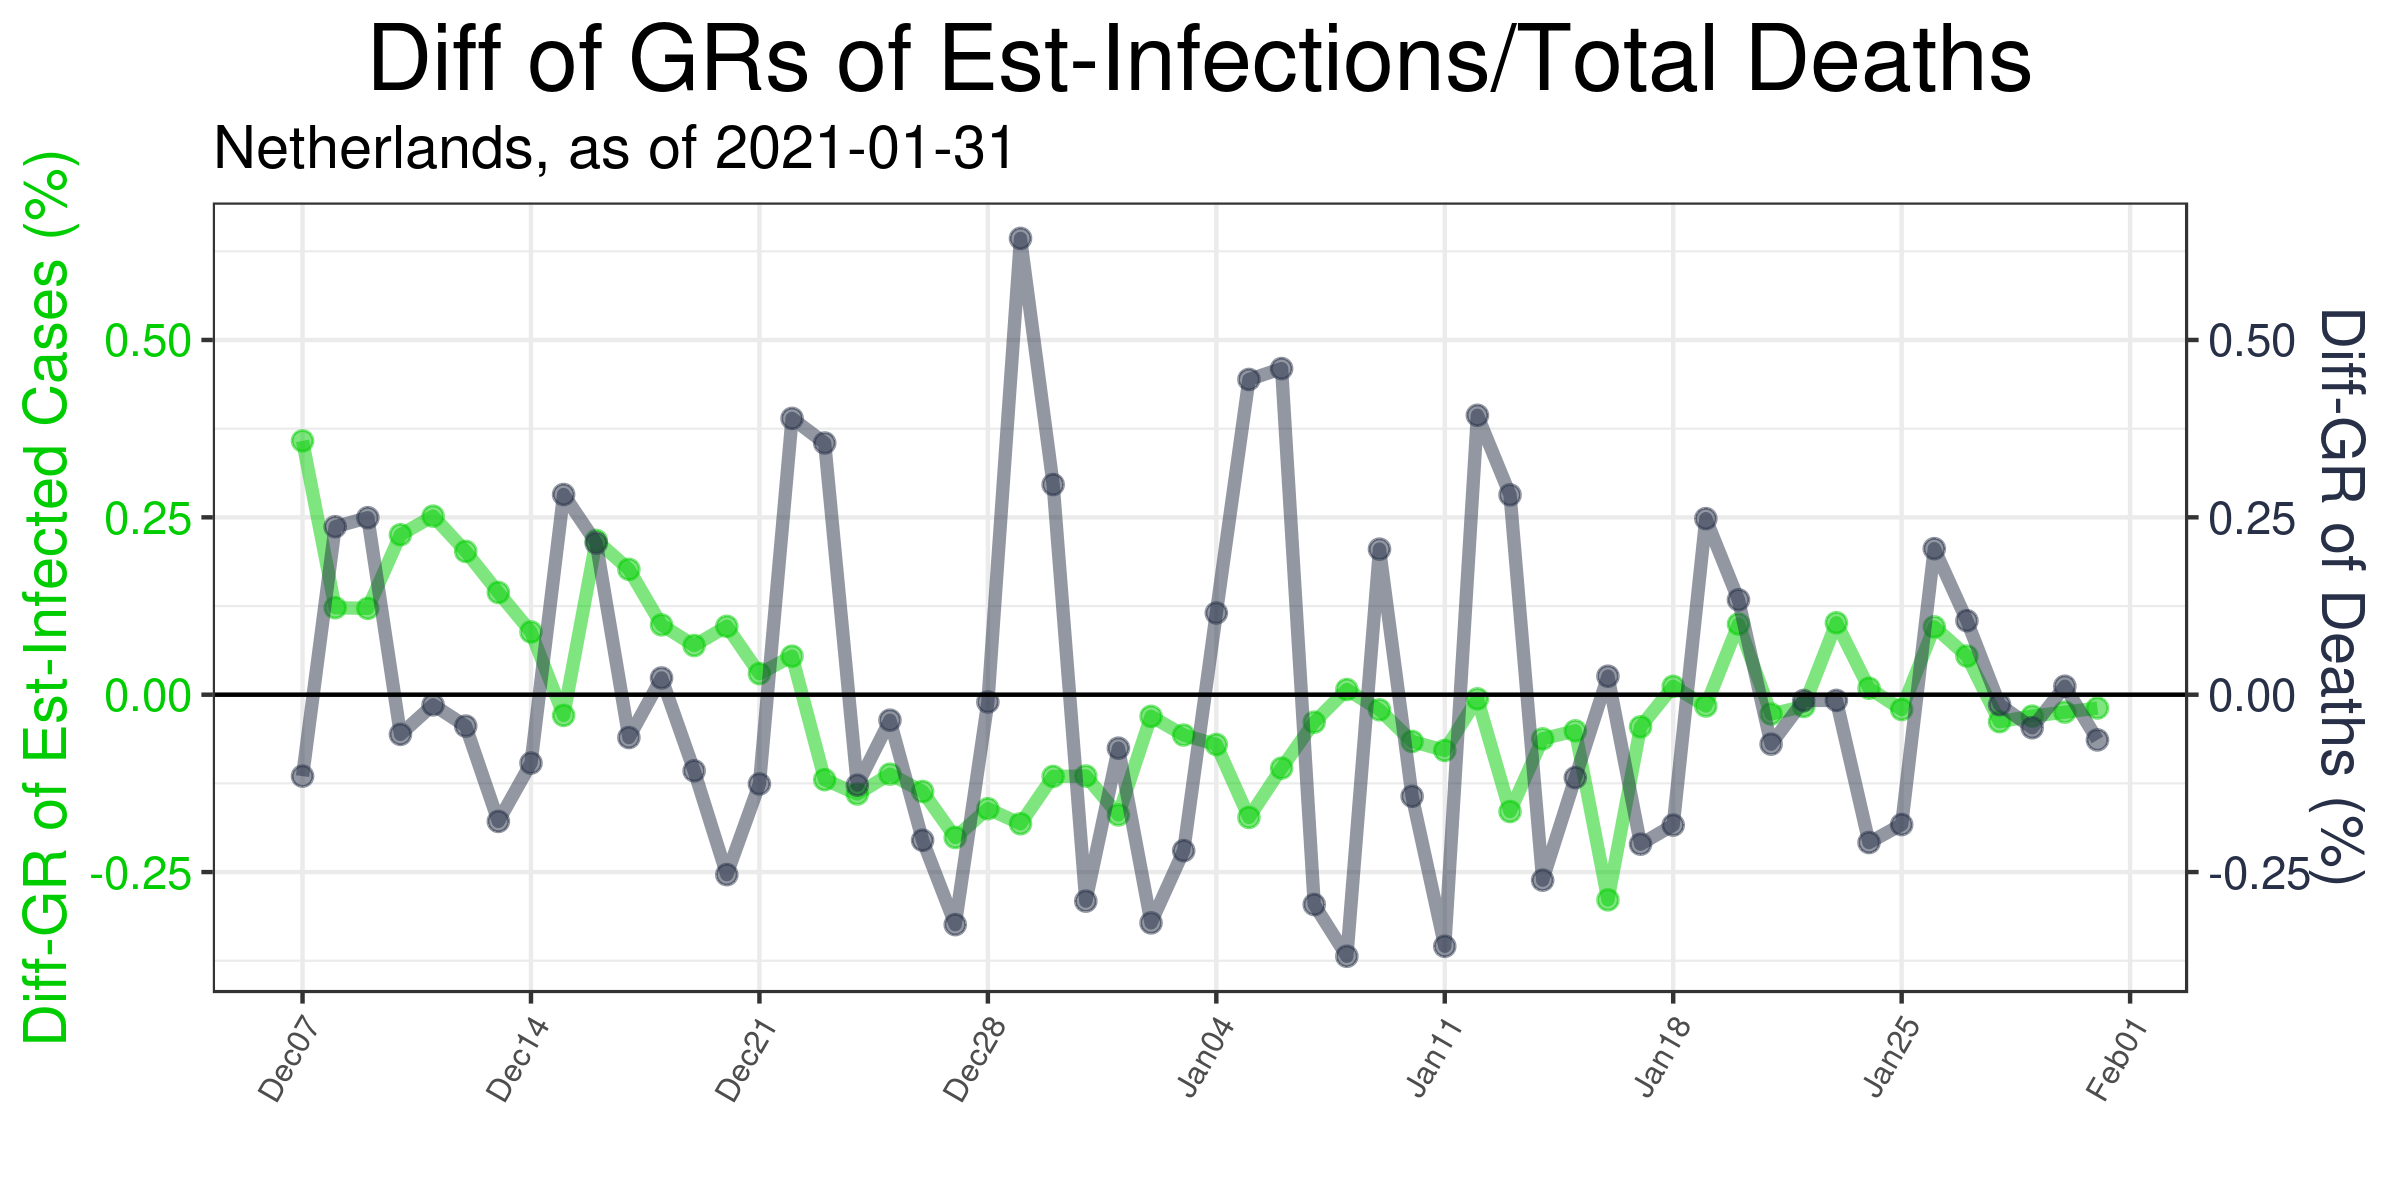 Diff of GRs of Est-Infections/Total Deaths
Netherlands, as of 2021-01-31
Diff-GR of Est-Infected Cases (%)
0.50
0.25
0.00
-0.25
0.50
0.25
0.00
-0.25
Diff-GR of Deaths (%)
Dec07
Dec14
Dec21
Dec28
Jan04
Jan11
Jan18
Jan25
Feb01